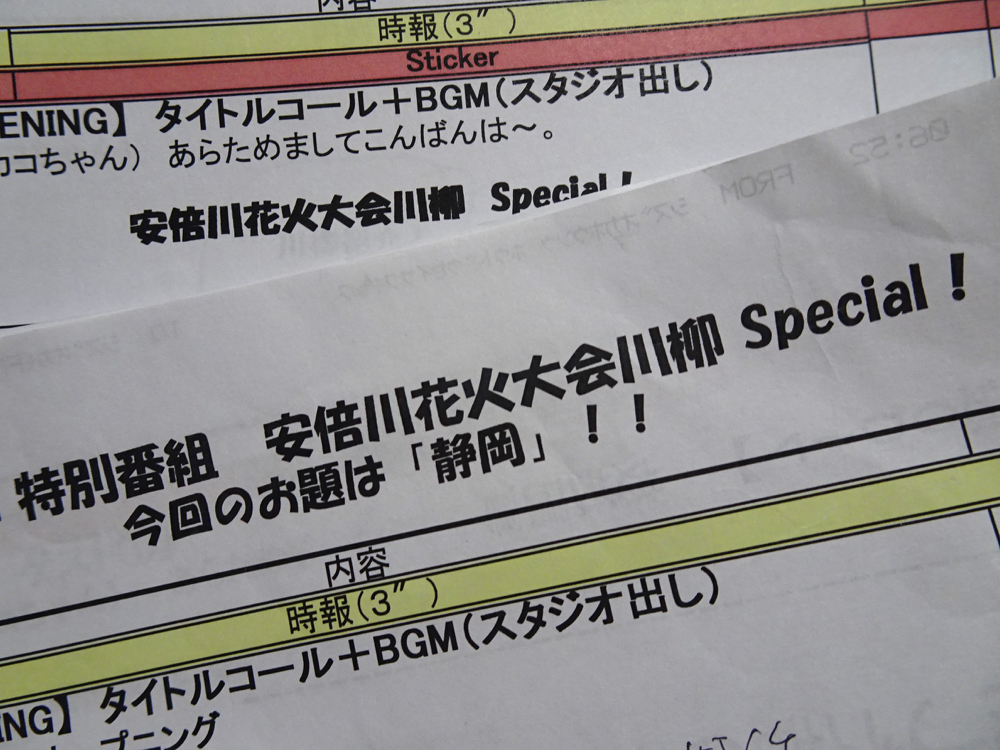 内容
時報(3″)
Sticker
ENING】 タイトルコール＋BGM(スタジオ出し)
カコちゃん) あらためましてこんばんは～。
安倍川花火大会川柳 Special！
06:52
FROM
特別番組 安倍川花火大会川柳 Special！
今回のお題は「静岡」！！
内容
時報(3″)
NG】 タイトルコール＋BGM(スタジオ出し)
プニング